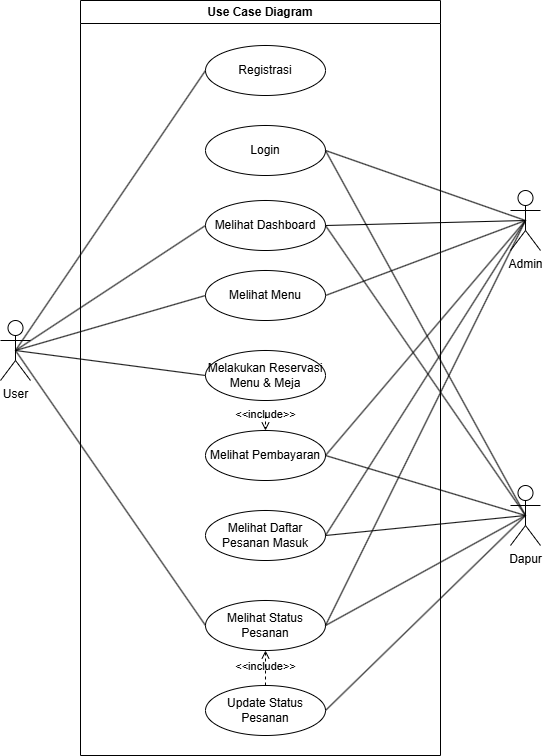 Use Case Diagram
Registrasi
Login
Melihat Dashboard
Admin
Melihat Menu
User
Melakukan Reservasi
Menu & Meja
<<include>>
Melihat Pembayaran
Melihat Daftar
Pesanan Masuk
Dapur
Melihat Status
Pesanan
<<include>>
Update Status
Pesanan